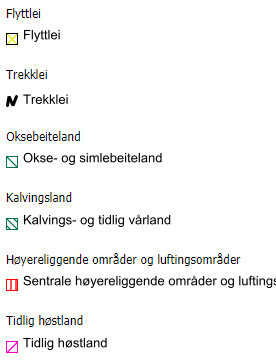 Flyttlei
Flyttlei
Trekklei
Trekklei
Oksebeiteland
Okse- og simlebeiteland
Kalvingsland
Kalvings- og tidlig vårland
Høyereliggende områder og luftingsområder
Sentrale høyereliggende områder og luftings
Tidlig høstland
Tidlig høstland